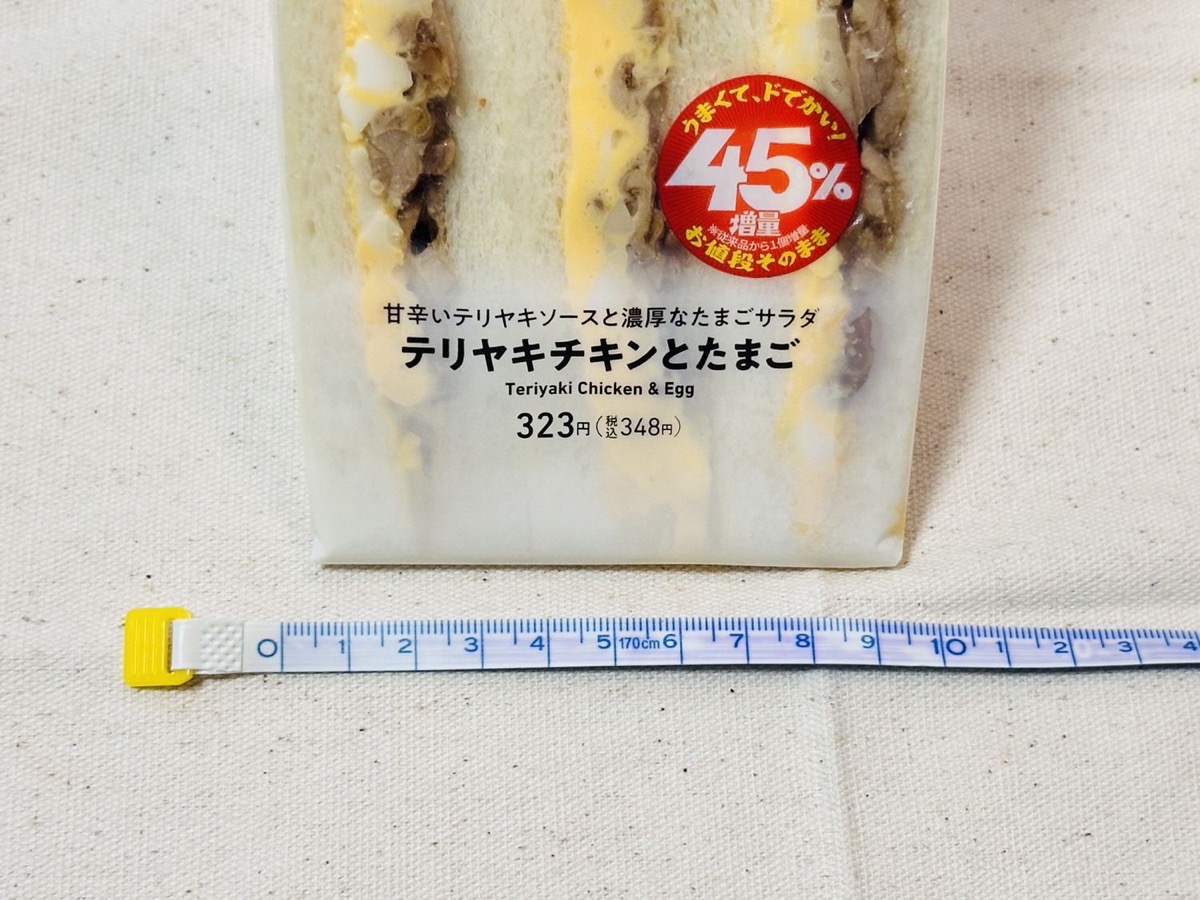 うまくて、ドでかい!
45%
増量
※従来品から1個増量
お値段そのまま
甘辛いテリヤキソースと濃厚なたまごサラダ
テリヤキチキンとたまご
Teriyaki Chicken & Egg
323円(税込348円)
0 1 2 3 4 5 170cm 6 7 8 9 10 1 2 3 4